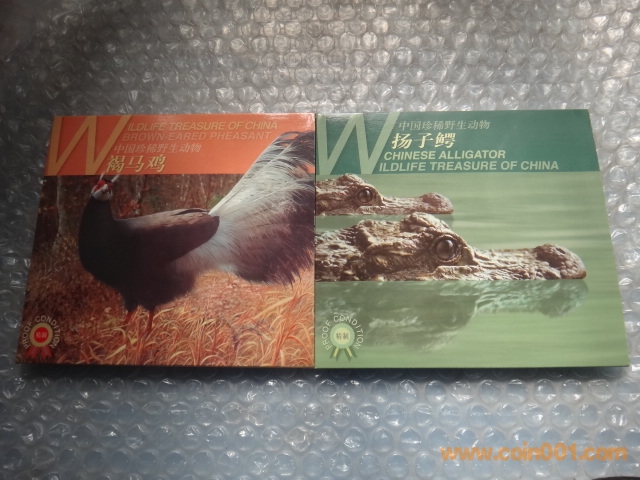 WILDLIFE TREASURE OF CHINA
BROWN-EARED PHEASANT
中国珍稀野生动物
褐马鸡
PROOF CONDITION
中国珍稀野生动物
扬子鳄
CHINESE ALLIGATOR
WILDLIFE TREASURE OF CHINA
PROOF CONDITION
精制
www.coin001.com